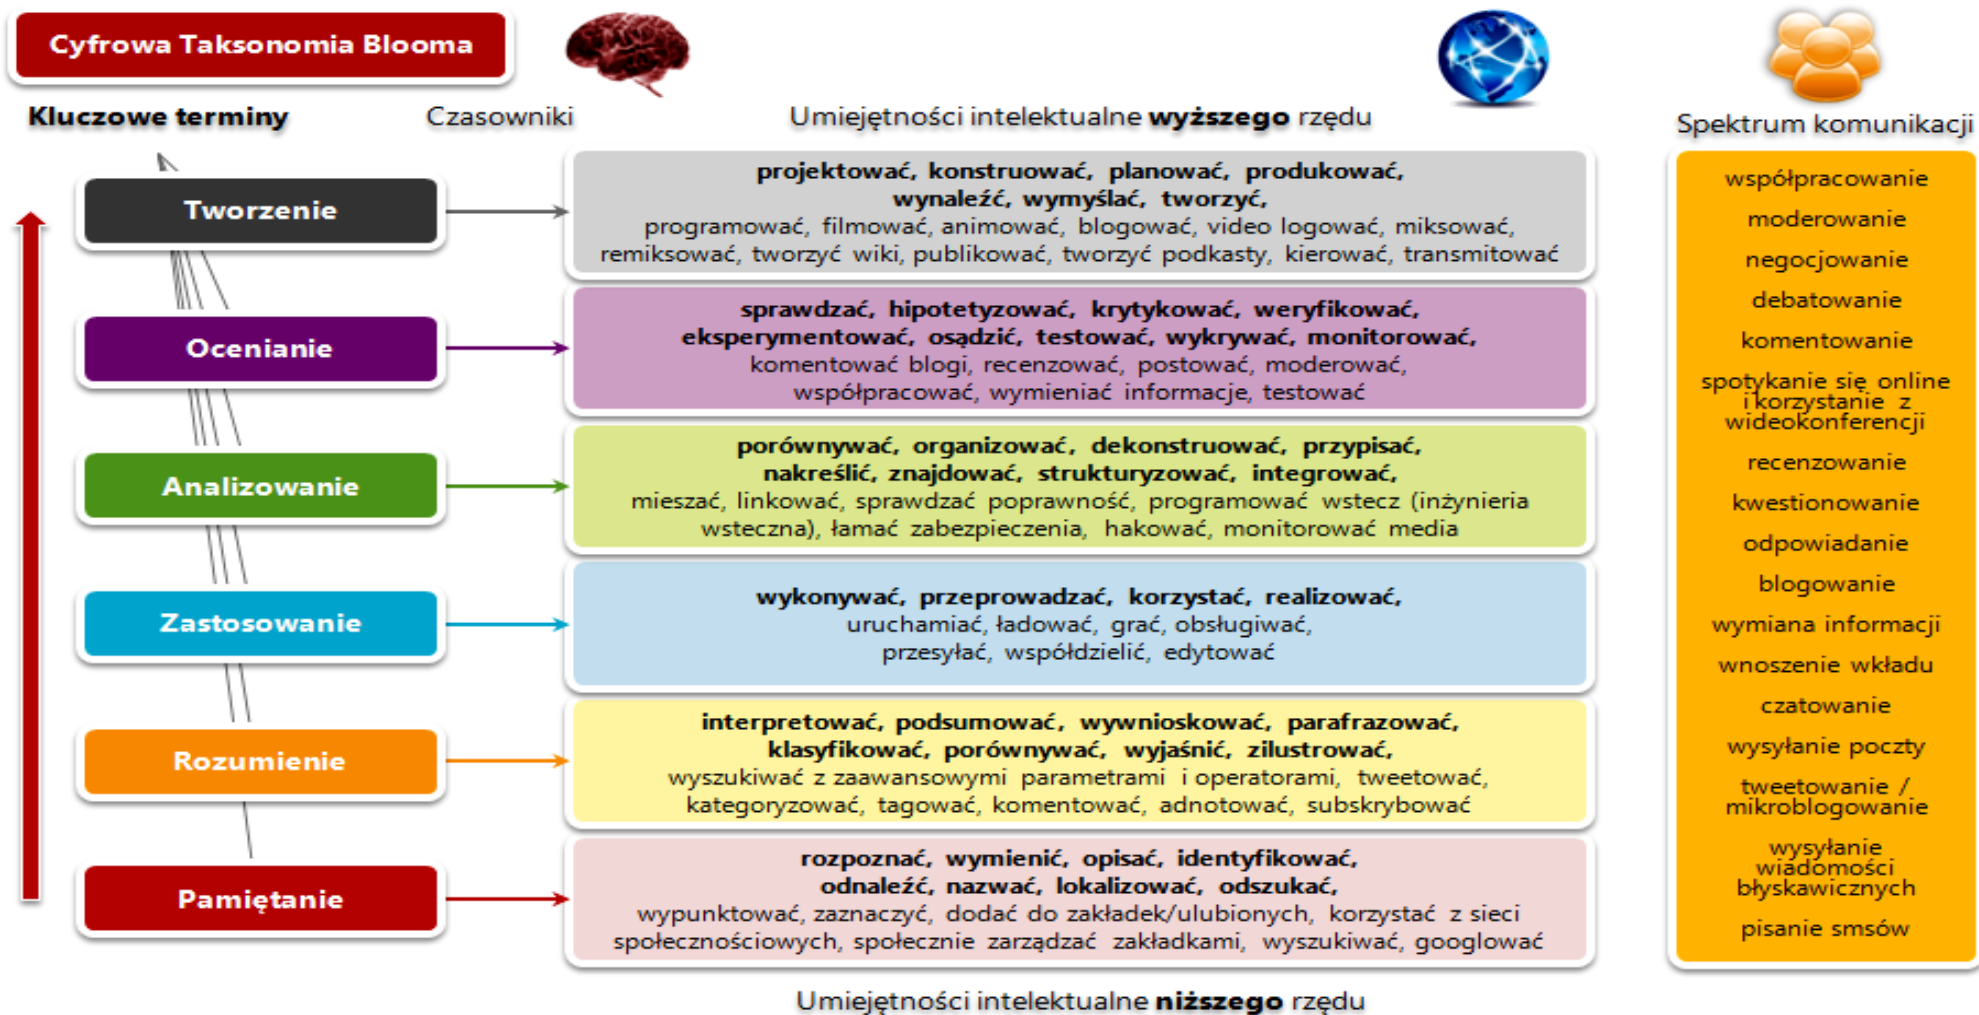 Cyfrowa Taksonomia Blooma
Kluczowe terminy
Czasowniki
Umiejętności intelektualne wyższego rzędu
Spektrum komunikacji
Tworzenie
projektować, konstruować, planować, produkować,
wynaleźć, wymyślać, tworzyć,
programować, filmować, animować, blogować, video logować, miksować,
remiksować, tworzyć wiki, publikować, tworzyć podkasty, kierować, transmitować
Ocenianie
sprawdzać, hipotetyzować, krytykować, weryfikować,
eksperymentować, osądzić, testować, wykrywać, monitorować,
komentować blogi, recenzować, postować, moderować,
współpracować, wymieniać informacje, testować
Analizowanie
porównywać, organizować, dekonstruować, przypisać,
nakreślić, znajdować, strukturyzować, integrować,
mieszać, linkować, sprawdzać poprawność, programować wstecz (inżynieria
wsteczna), łamać zabezpieczenia, hakować, monitorować media
Zastosowanie
wykonywać, przeprowadzać, korzystać, realizować,
uruchamiać, ładować, grać, obsługiwać,
przesyłać, współdzielić, edytować
Rozumienie
interpretować, podsumować, wywnioskować, parafrazować,
klasyfikować, porównywać, wyjaśnić, zilustrować,
wyszukiwać z zaawansowymi parametrami i operatorami, tweetować,
kategoryzować, tagować, komentować, adnotować, subskrybować
Pamiętanie
rozpoznać, wymienić, opisać, identyfikować,
odnaleźć, nazwać, lokalizować, odszukać,
wypunktować, zaznaczyć, dodać do zakładek/ulubionych, korzystać z sieci
społecznościowych, społecznie zarządzać zakładkami, wyszukiwać, googlować
Umiejętności intelektualne niższego rzędu
współpracowanie
moderowanie
negocjowanie
debatowanie
komentowanie
spotykanie się online
i korzystanie z
wideokonferencji
recenzowanie
kwestionowanie
odpowiadanie
blogowanie
wymiana informacji
wnoszenie wkładu
czatowanie
wysyłanie poczty
tweetowanie /
mikroblogowanie
wysyłanie
wiadomości
błyskawicznych
pisanie smsów